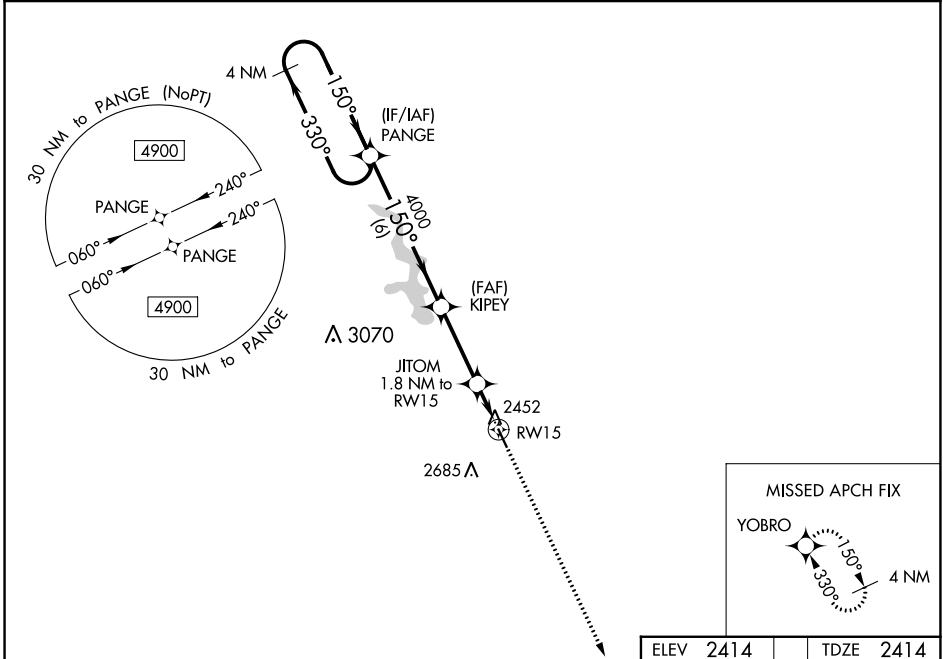 30 NM to PANGE (NoPT)
4900
240°
PANGE
060°
240°
PANGE
060°
4900
30 NM to PANGE
4 NM
150°
330°
(IF/IAF)
PANGE
4000
150°
(6)
(FAF)
KIPEY
3070
JITOM
1.8 NM to
RW15
2452
RW15
2685
MISSED APCH FIX
YOBRO
150°
330°
4 NM
ELEV 2414 TDZE 2414